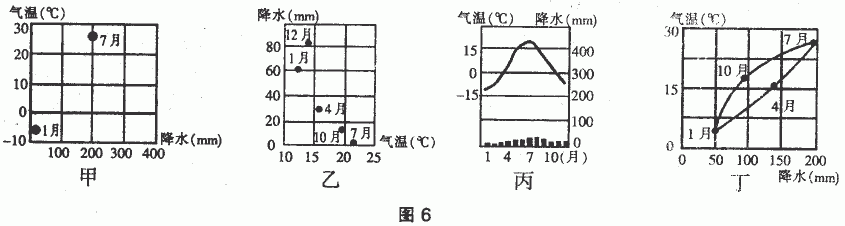 气温(℃)
30
20
10
0
-10
7月
1月
降水(mm)
100 200 300 400
甲
降水(mm)
80
60
40
20
0
12月
1月
4月
10月
7月
气温(℃)
10 15 20 25
乙
气温(℃)
降水(mm)
15
0
-15
400
300
200
100
0
1 4 7 10(月)
丙
气温(℃)
30
15
0
7月
10月
4月
1月
0 50 100 150 200
降水(mm)
丁
图 6